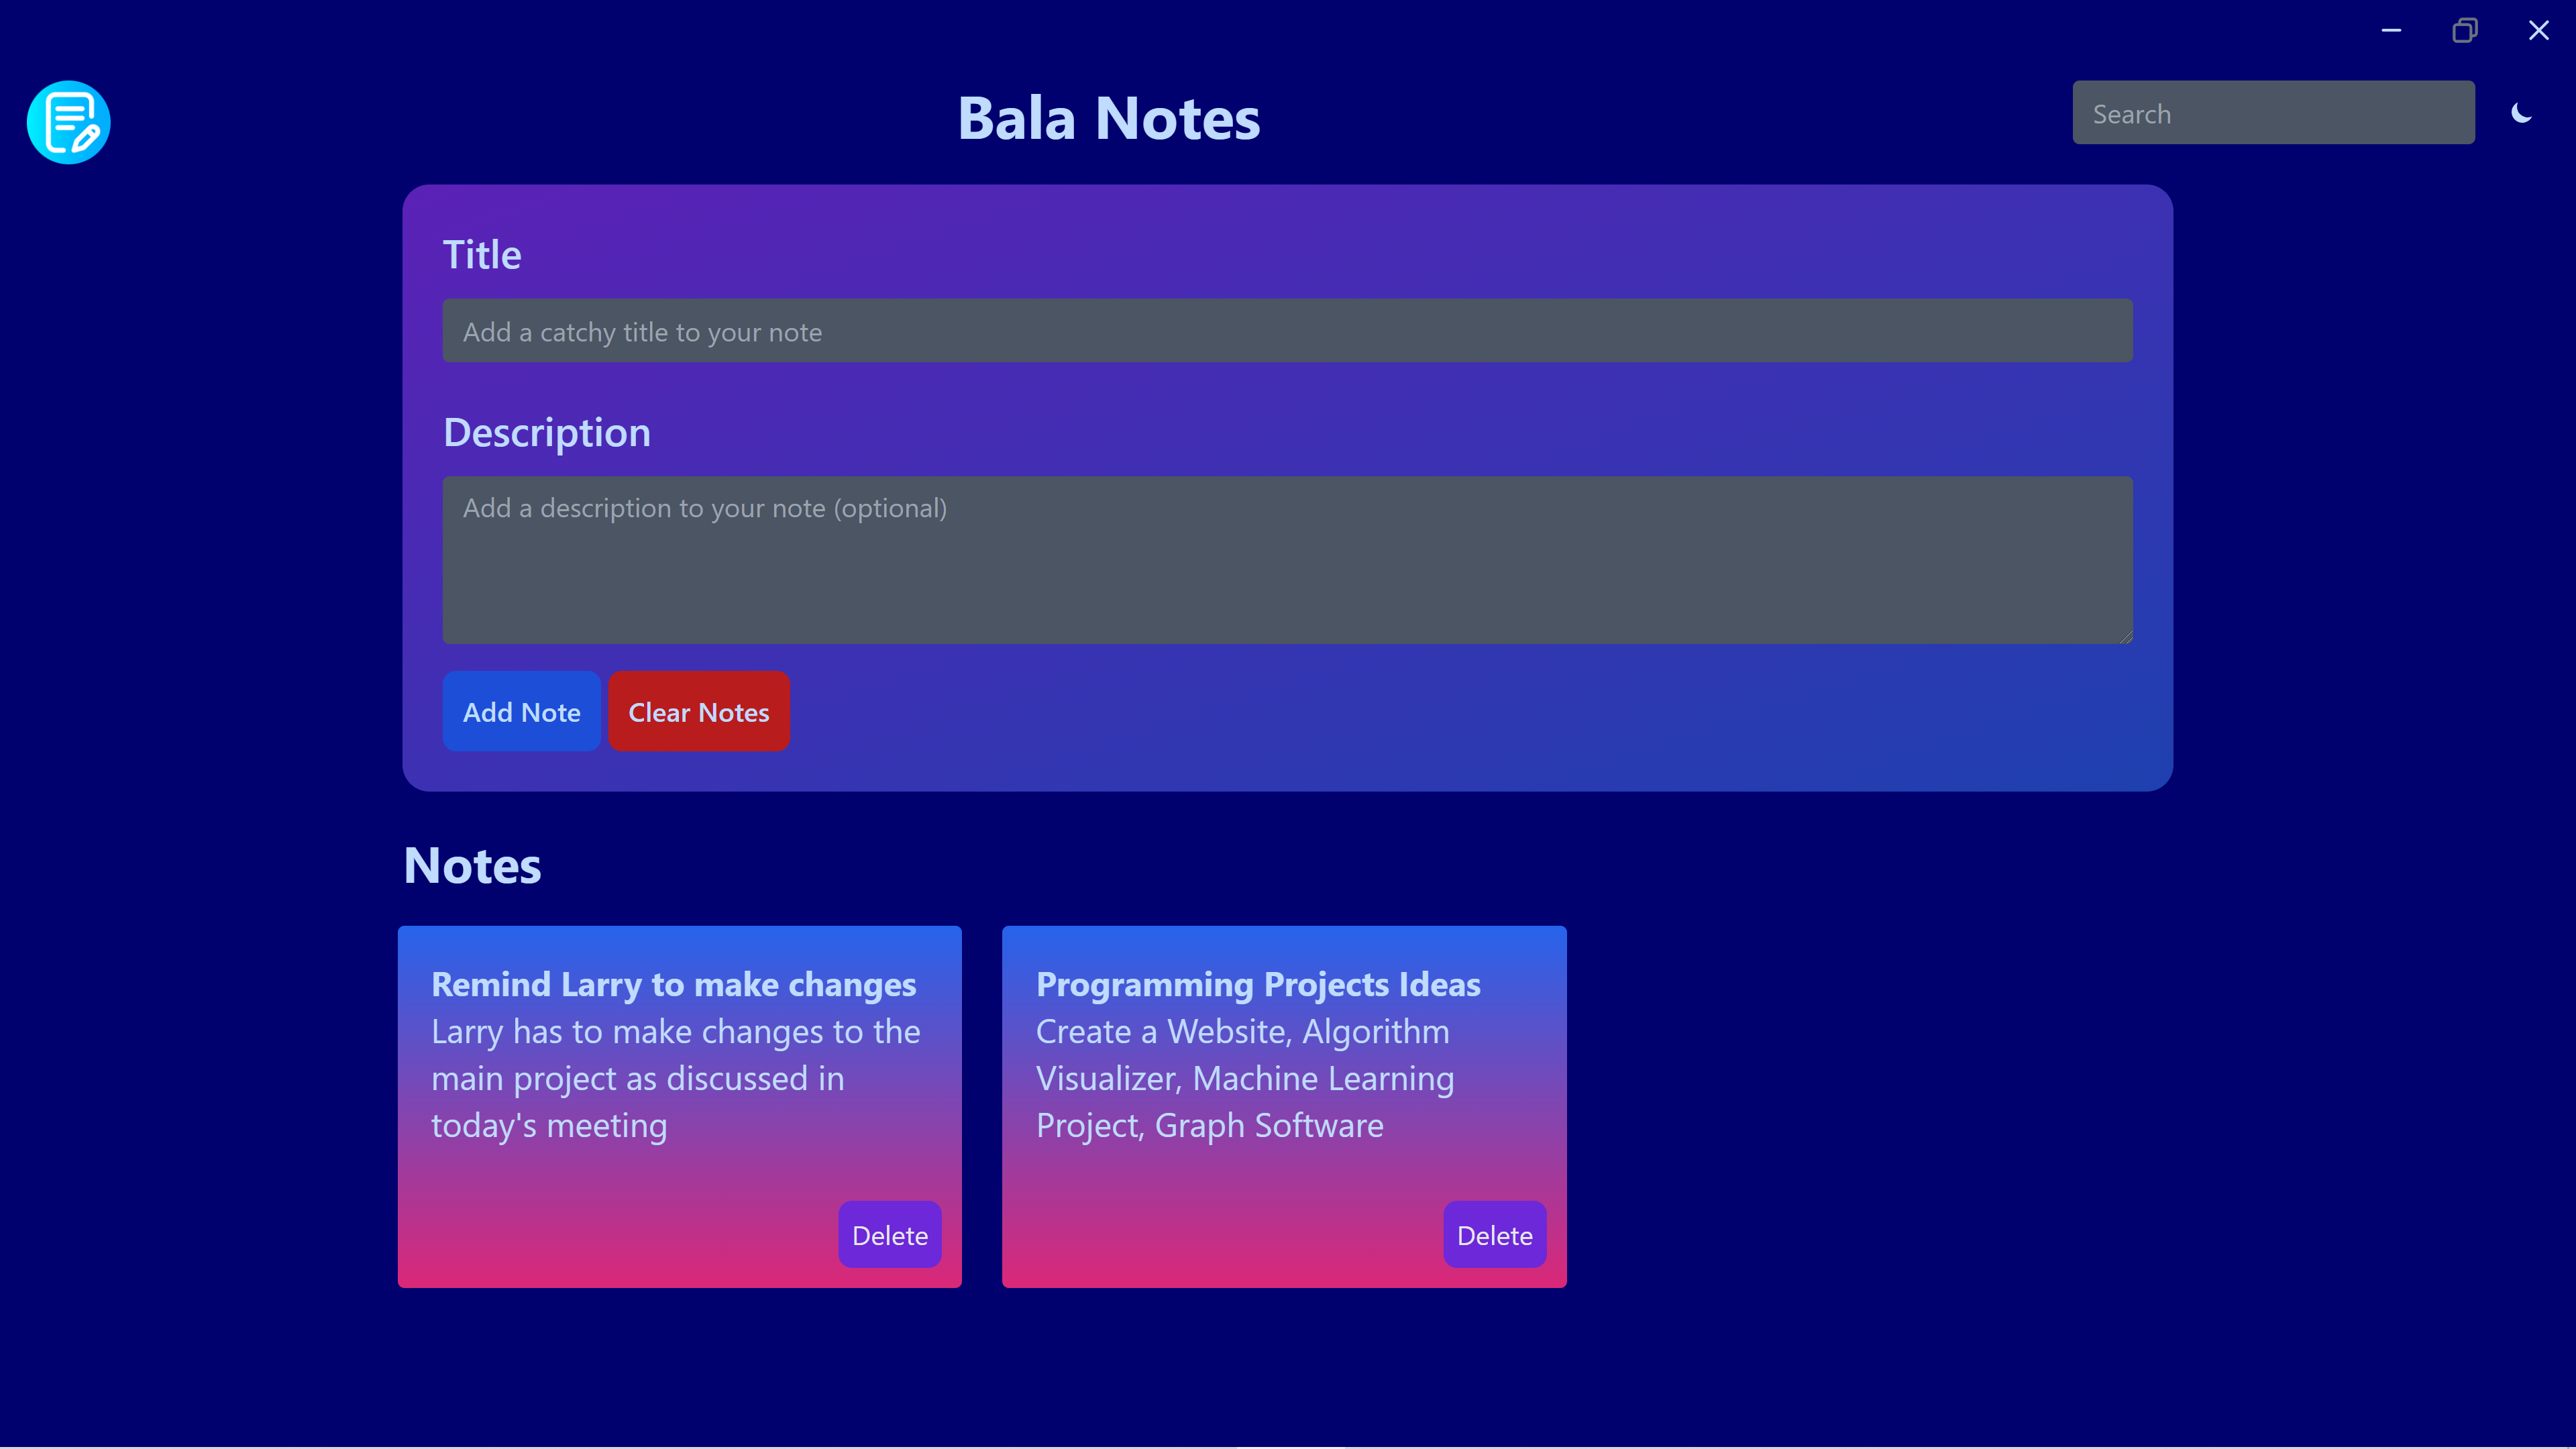 Bala Notes
Search
Title
Add a catchy title to your note
Description
Add a description to your note (optional)
Add Note
Clear Notes
Notes
Remind Larry to make changes
Larry has to make changes to the
main project as discussed in
today's meeting
Delete
Programming Projects Ideas
Create a Website, Algorithm
Visualizer, Machine Learning
Project, Graph Software
Delete